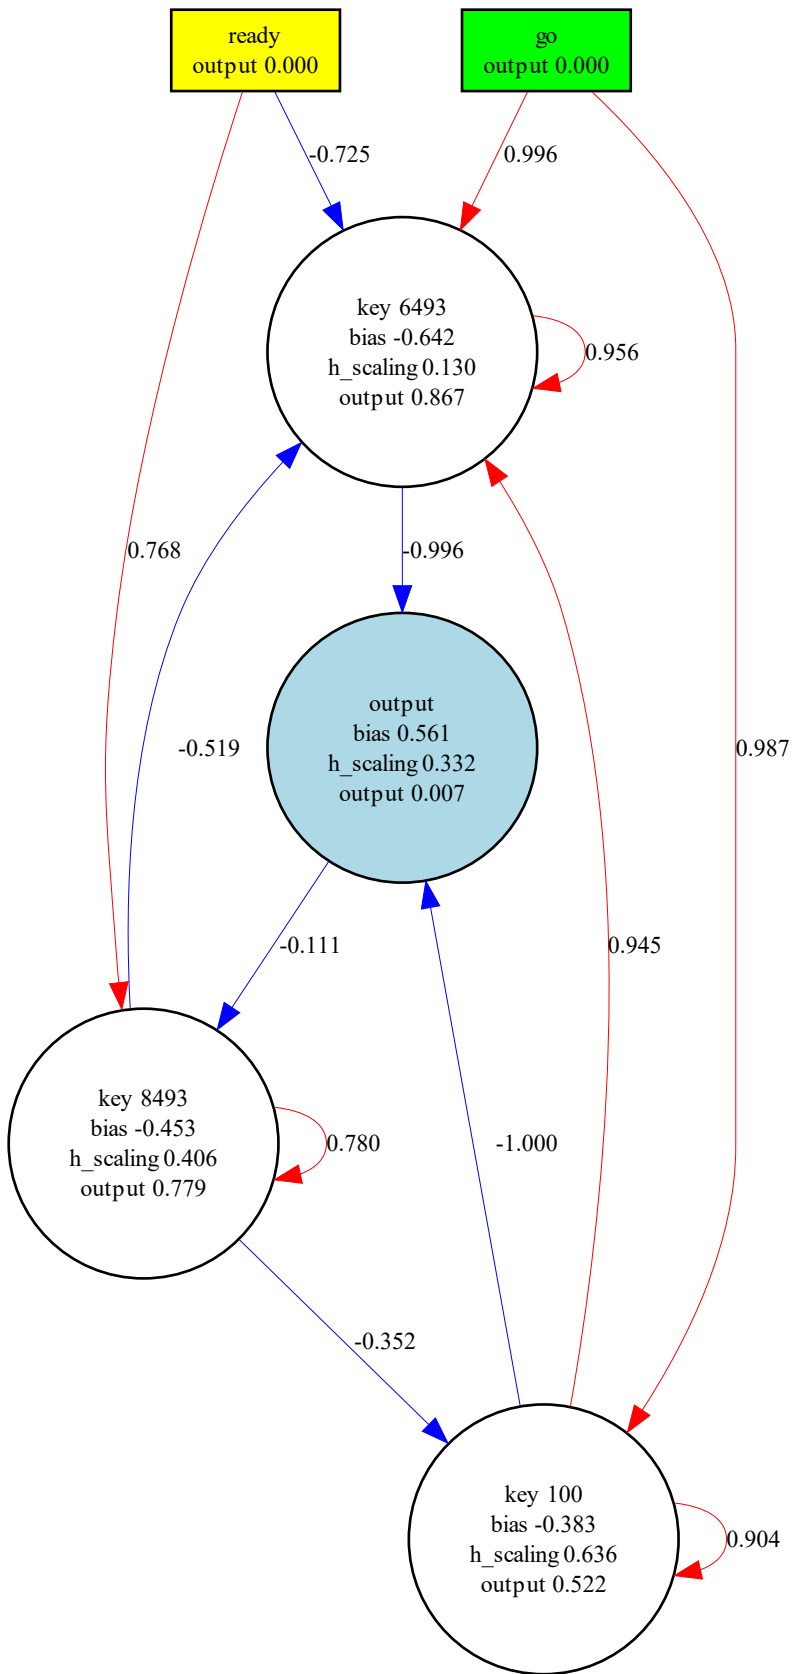 ready
output 0.000
go
output 0.000
-0.725
0.996
key 6493
bias -0.642
h_scaling 0.130
output 0.867
0.956
0.768
-0.996
output
bias 0.561
h_scaling 0.332
output 0.007
-0.519
0.987
-0.111
0.945
key 8493
bias -0.453
h_scaling 0.406
output 0.779
0.780
-1.000
-0.352
key 100
bias -0.383
h_scaling 0.636
output 0.522
0.904